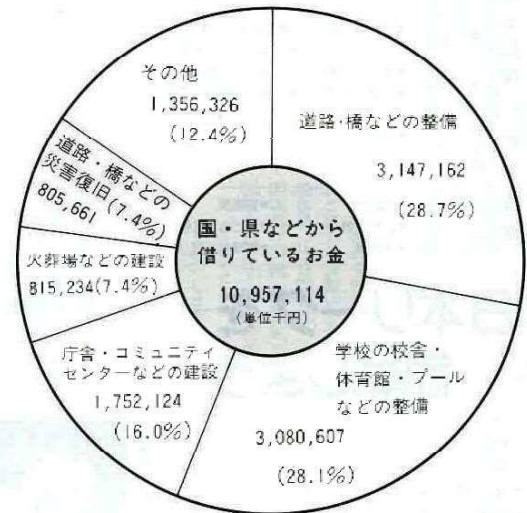 国・県などから
借りているお金
10,957,114
(単位千円)
道路・橋などの整備
3,147,162
(28.7%)
学校の校舎・
体育館・プール
などの整備
3,080,607
(28.1%)
庁舎・コミュニティ
センターなどの建設
1,752,124
(16.0%)
火葬場などの建設
815,234(7.4%)
道路・橋などの
災害復旧(7.4%)
805,661
その他
1,356,326
(12.4%)